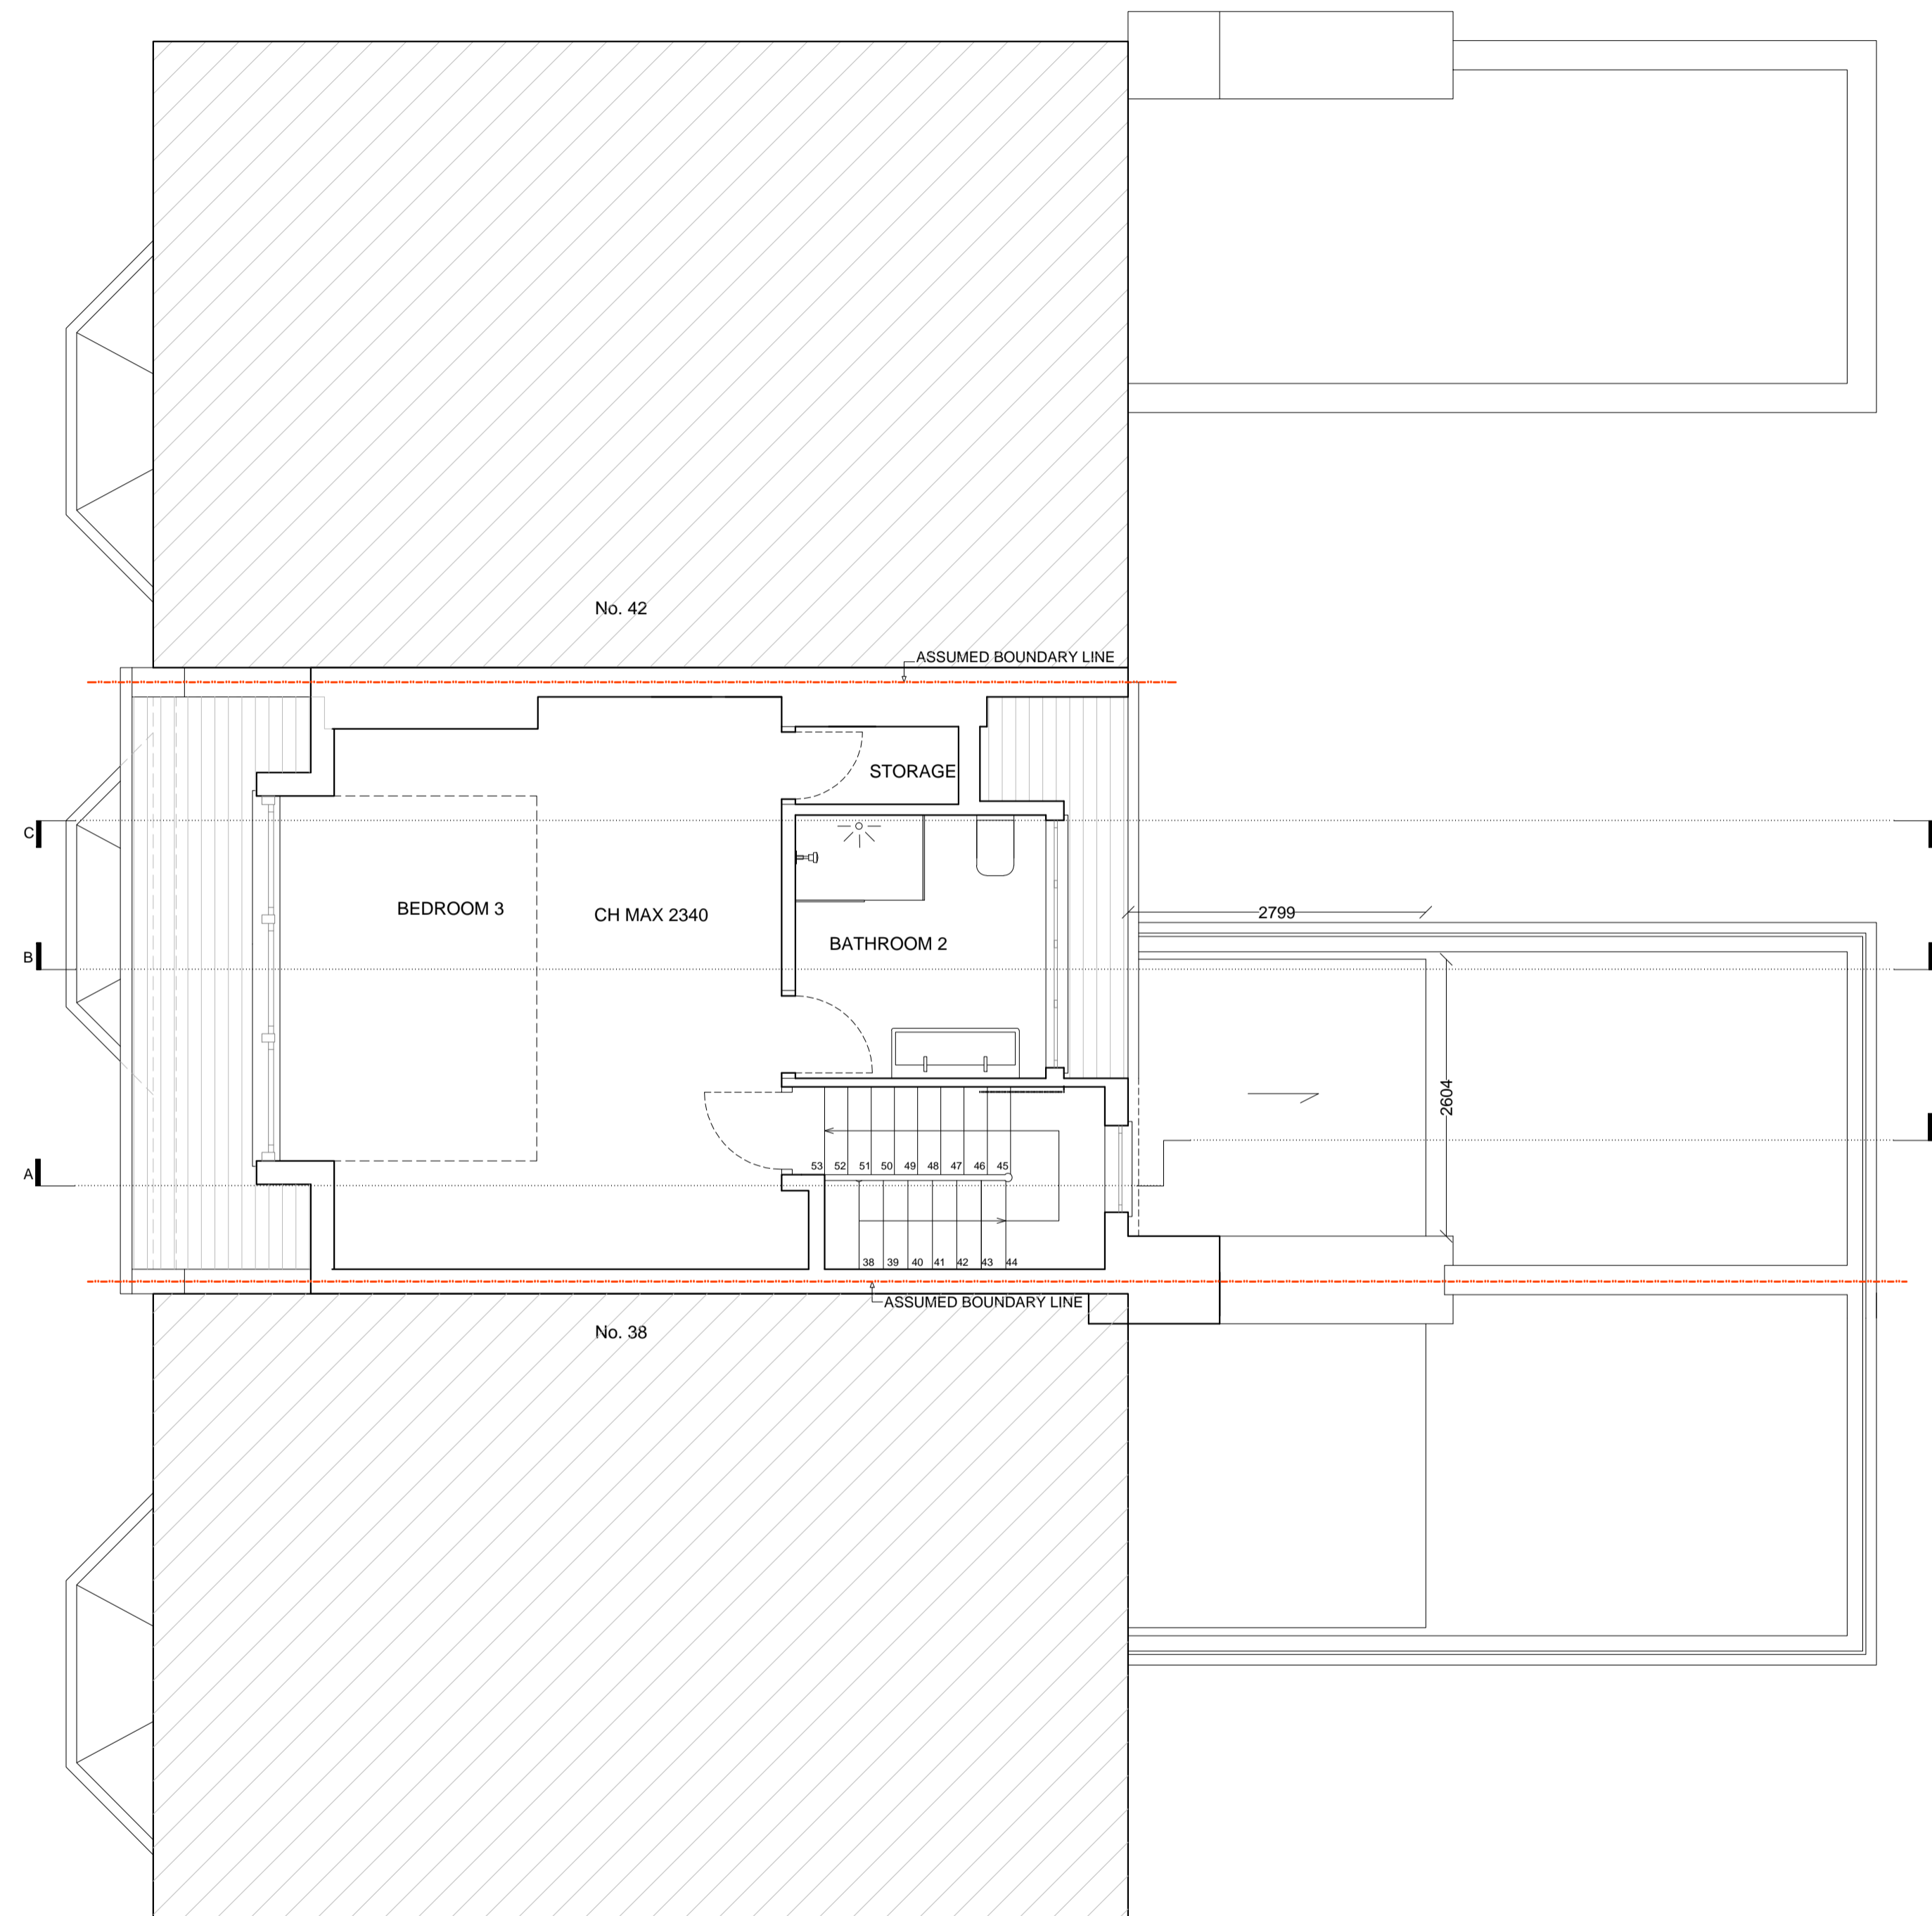 No. 42
ASSUMED BOUNDARY LINE
STORAGE
C
BEDROOM 3
CH MAX 2340
2799
BATHROOM 2
B
2604
A
53 52 51 50 49 48 47 46 45
38 39 40 41 42 43 44
ASSUMED BOUNDARY LINE
No. 38